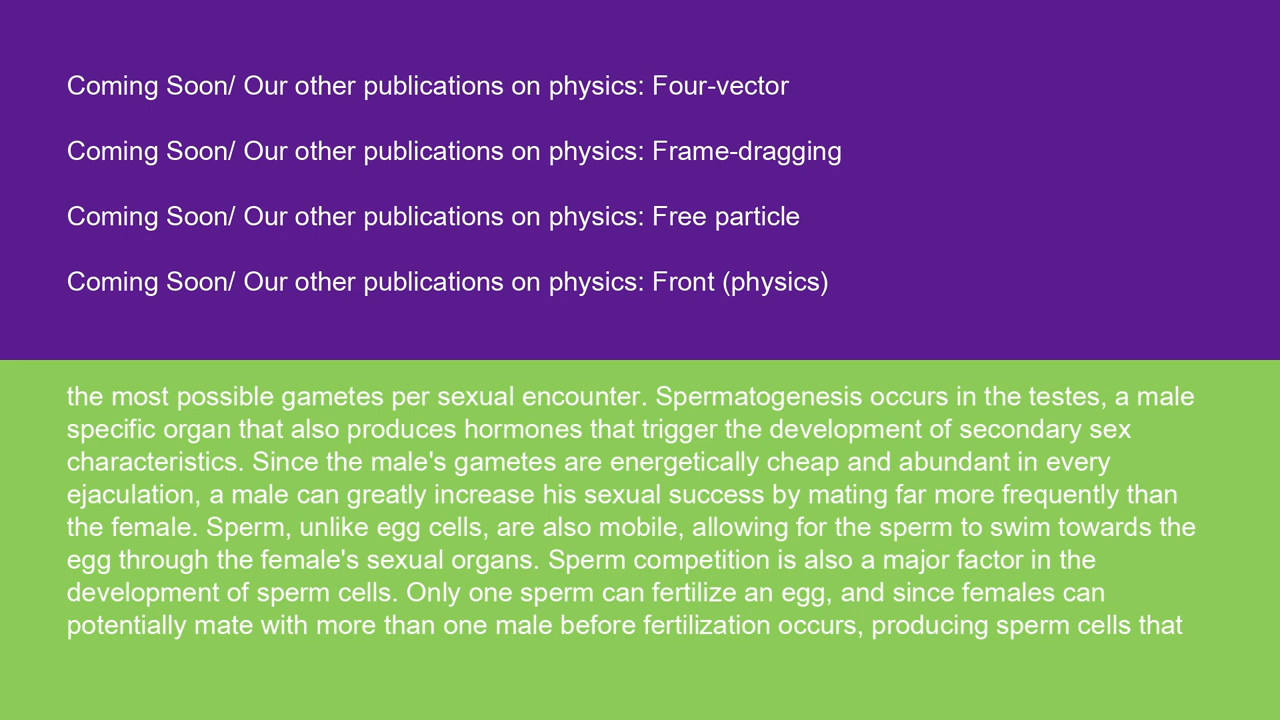 Coming Soon/ Our other publications on physics: Four-vector
Coming Soon/ Our other publications on physics: Frame-dragging
Coming Soon/ Our other publications on physics: Free particle
Coming Soon/ Our other publications on physics: Front (physics)
the most possible gametes per sexual encounter. Spermatogenesis occurs in the testes, a male
specific organ that also produces hormones that trigger the development of secondary sex
characteristics. Since the male's gametes are energetically cheap and abundant in every
ejaculation, a male can greatly increase his sexual success by mating far more frequently than
the female. Sperm, unlike egg cells, are also mobile, allowing for the sperm to swim towards the
egg through the female's sexual organs. Sperm competition is also a major factor in the
development of sperm cells. Only one sperm can fertilize an egg, and since females can
potentially mate with more than one male before fertilization occurs, producing sperm cells that